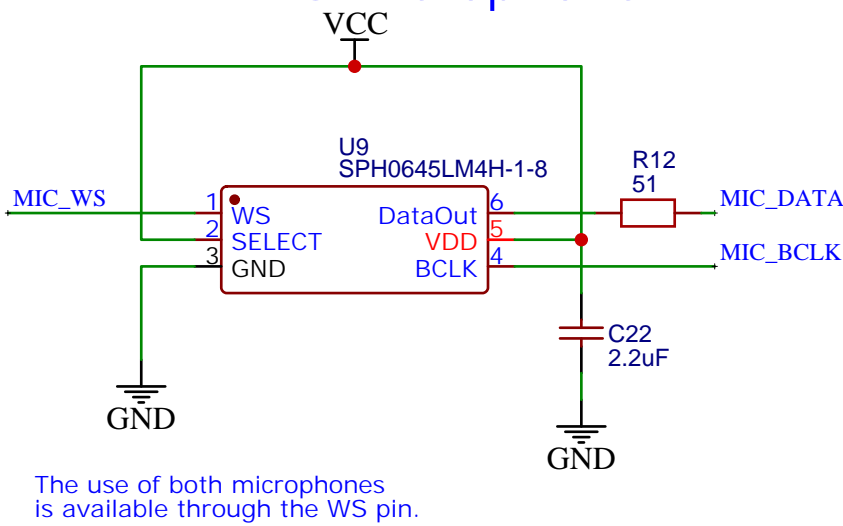 VCC
U9
SPH0645LM4H-1-8
R12
51
MIC_WS
MIC_DATA
1
WS
DataOut
6
2
SELECT
VDD
5
3
GND
BCLK
4
MIC_BCLK
C22
2.2uF
GND
GND
The use of both microphones
is available through the WS pin.